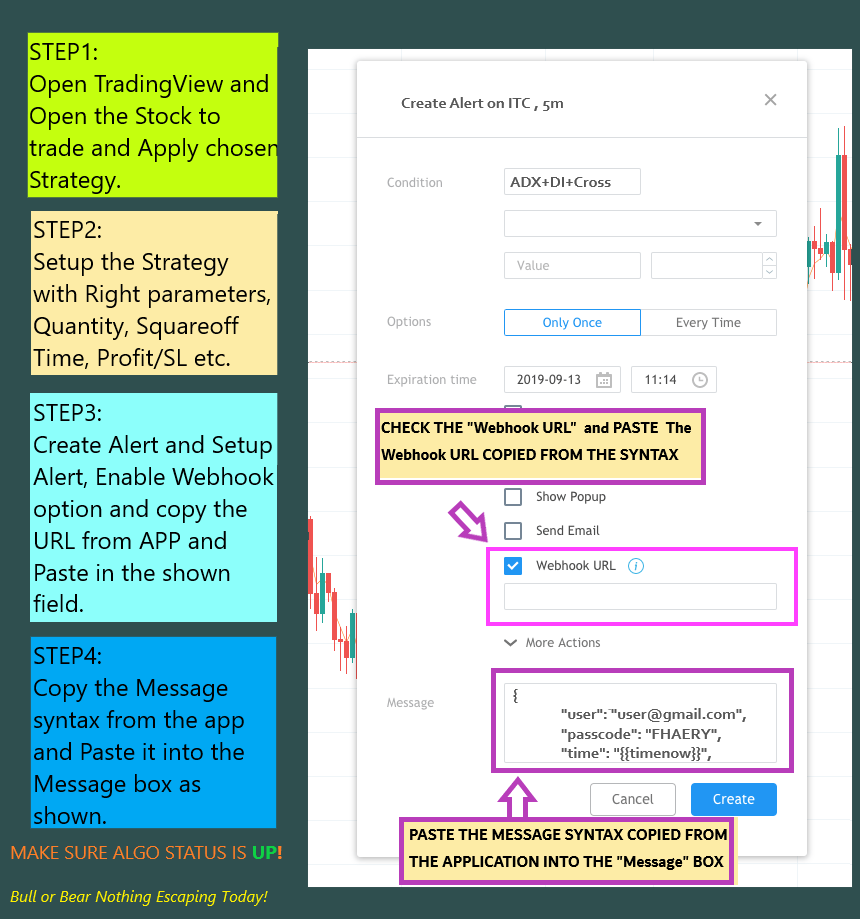 STEP1:
Open TradingView and
Open the Stock to
trade and Apply chosen
Strategy.
STEP2:
Setup the Strategy
with Right parameters,
Quantity, Squareoff
Time, Profit/SL etc.
STEP3:
Create Alert and Setup
Alert, Enable Webhook
option and copy the
URL from APP and
Paste in the shown
field.
STEP4:
Copy the Message
syntax from the app
and Paste it into the
Message box as
shown.
MAKE SURE ALGO STATUS IS UP!
Bull or Bear Nothing Escaping Today!
Create Alert on ITC , 5m
Condition
ADX+DI+Cross
Value
Options
Only Once
Every Time
Expiration time
2019-09-13
11:14
CHECK THE "Webhook URL" and PASTE The
Webhook URL COPIED FROM THE SYNTAX
Show Popup
Send Email
Webhook URL
More Actions
Message
{
"user": "user@gmail.com",
"passcode": "FHAERY",
"time": "{{timenow}}",
Cancel
Create
PASTE THE MESSAGE SYNTAX COPIED FROM
THE APPLICATION INTO THE "Message" BOX